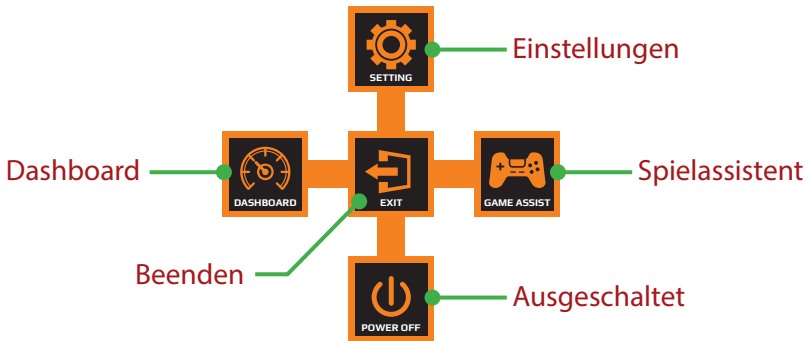 SETTING
Einstellungen
Dashboard
DASHBOARD
EXIT
GAME ASSIST
Spielassistent
Beenden
POWER OFF
Ausgeschaltet